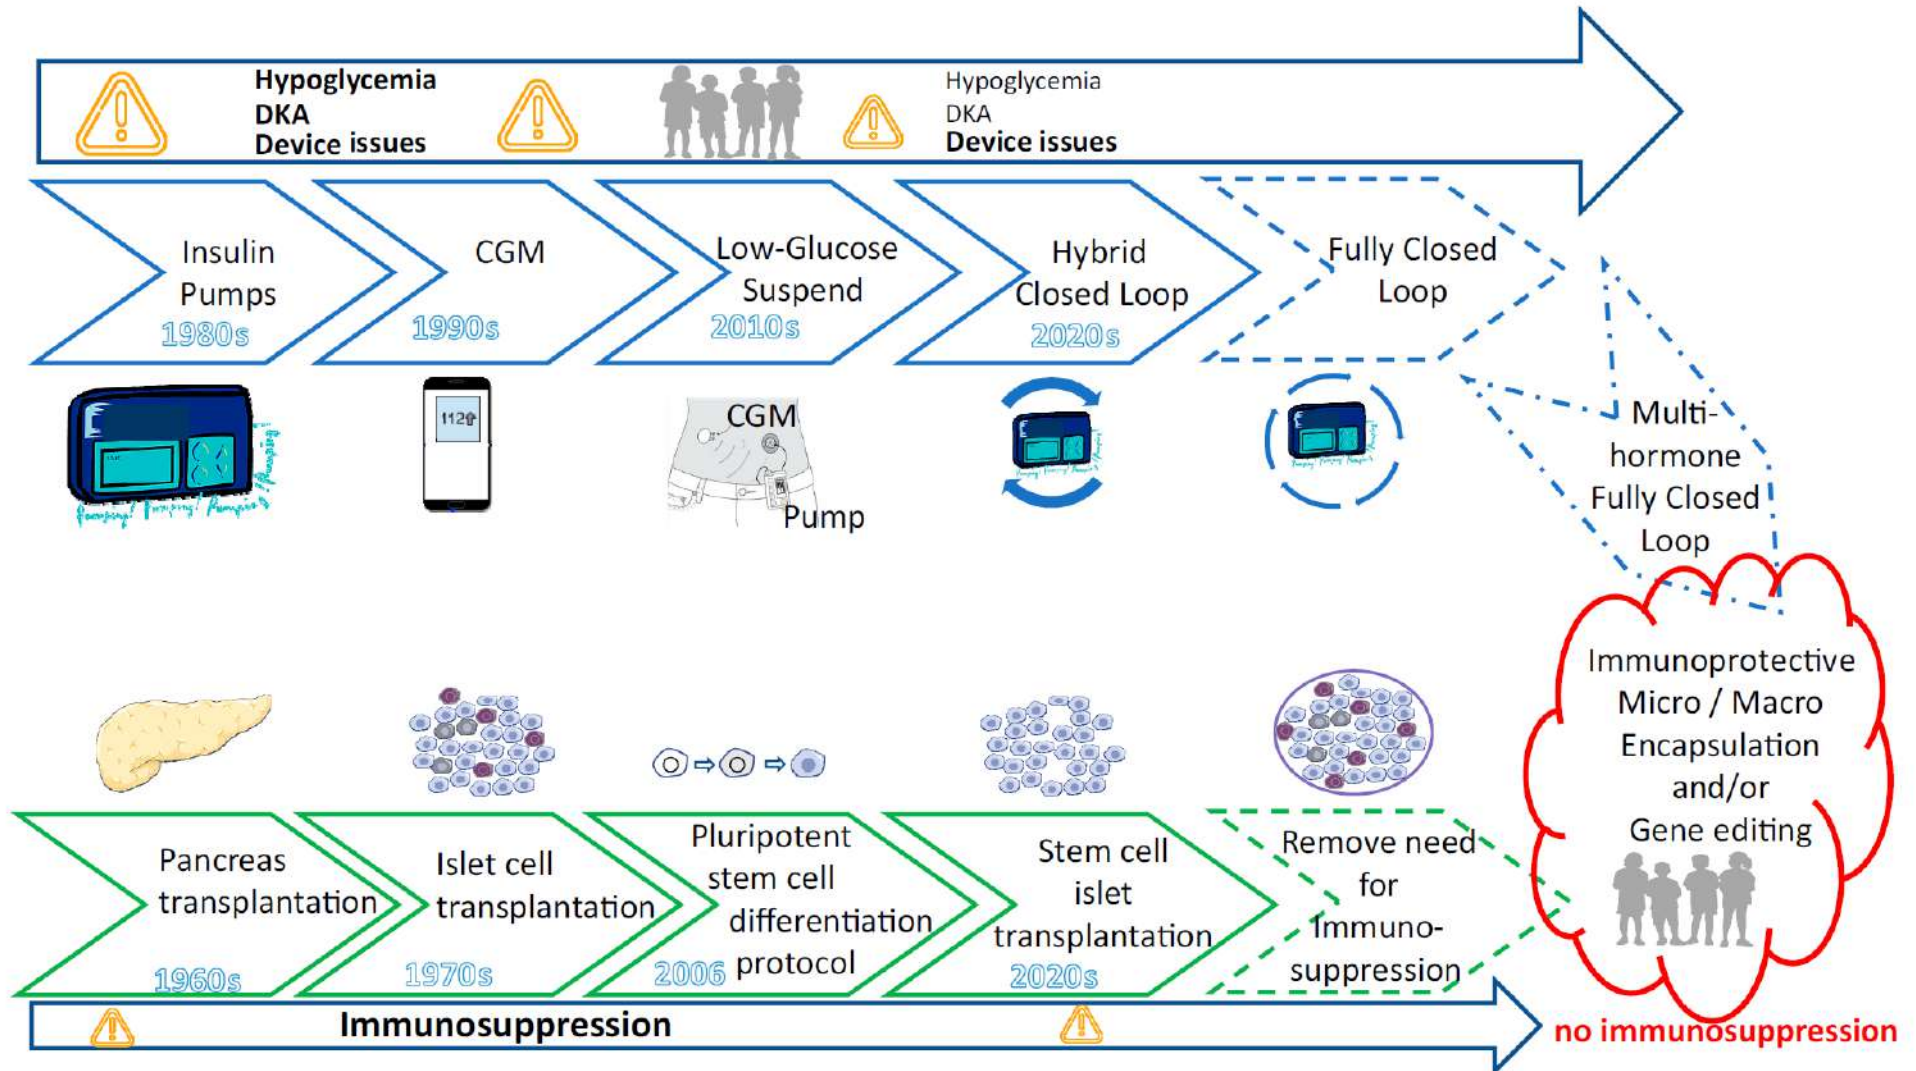 Hypoglycemia
DKA
Device issues
Hypoglycemia
DKA
Device issues
Insulin
Pumps
1980s
CGM
1990s
Low-Glucose
Suspend
2010s
Hybrid
Closed Loop
2020s
Fully Closed
Loop
Multi-
hormone
Fully Closed
Loop
112
CGM
Pump
Pumping! Pumping! Pumping!
Immunoprotective
Micro / Macro
Encapsulation
and/or
Gene editing
Pancreas
transplantation
1960s
Islet cell
transplantation
1970s
Pluripotent
stem cell
differentiation
protocol
2006
Stem cell
islet
transplantation
2020s
Remove need
for
Immuno-
suppression
Immunosuppression
no immunosuppression